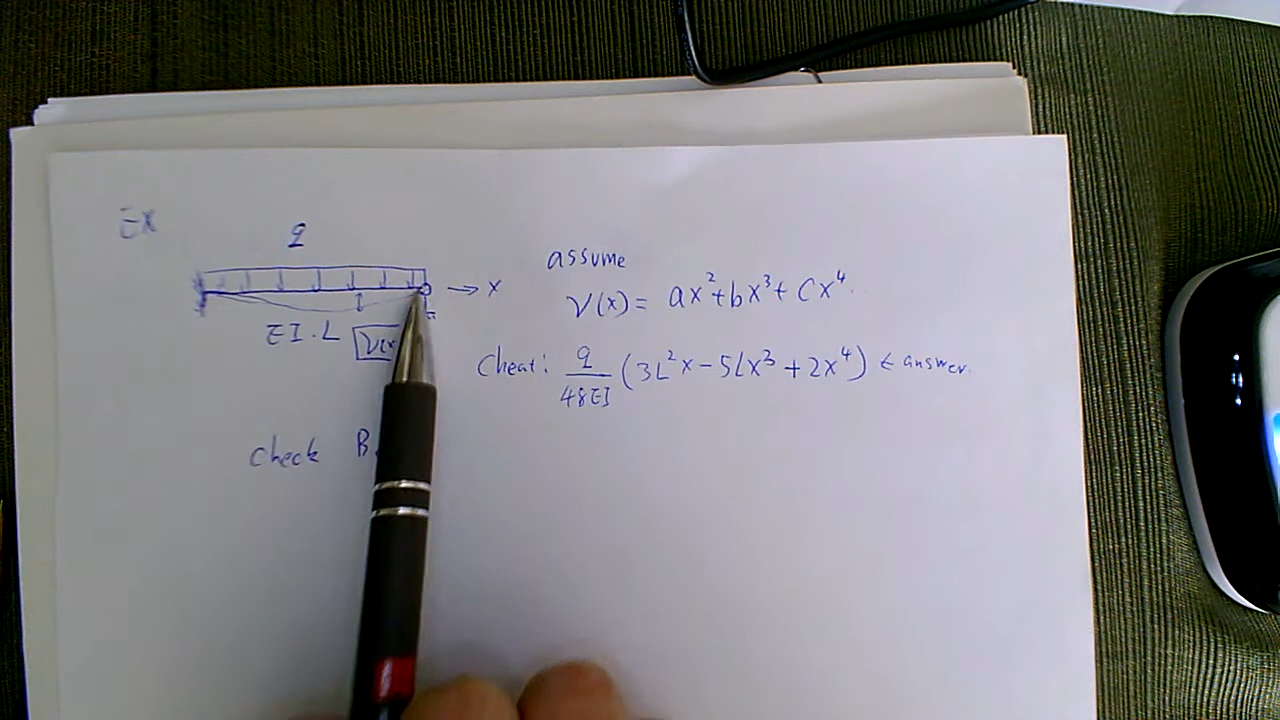 EX
q
assume
→ x
ν(x) = ax²+bx³+Cx⁴
EI.L
Cheat: q/48EI (3L²x-5Lx³+2x⁴) ← answer.
Check